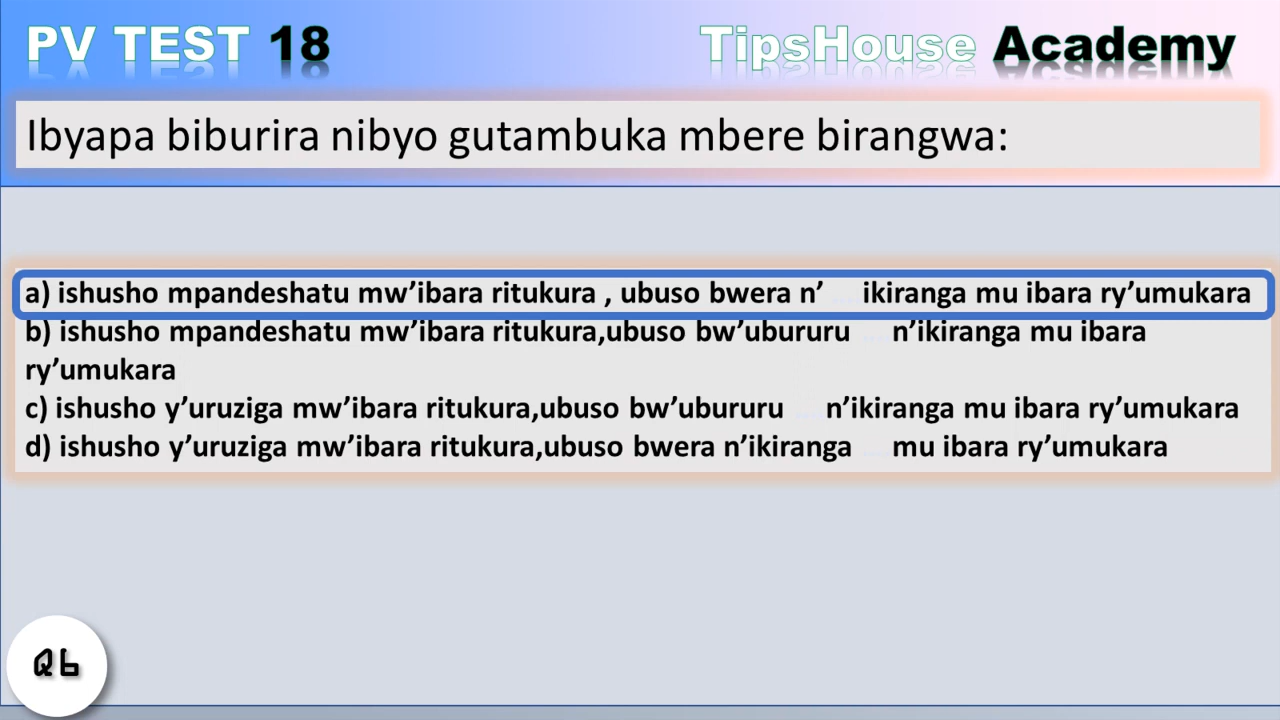 PV TEST 18 TipsHouse Academy
Ibyapa biburira nibyo gutambuka mbere birangwa:
a) ishusho mpandeshatu mw’ibara ritukura , ubuso bwera n’ ikiranga mu ibara ry’umukara
b) ishusho mpandeshatu mw’ibara ritukura,ubuso bw’ubururu n’ikiranga mu ibara
ry’umukara
c) ishusho y’uruziga mw’ibara ritukura,ubuso bw’ubururu n’ikiranga mu ibara ry’umukara
d) ishusho y’uruziga mw’ibara ritukura,ubuso bwera n’ikiranga mu ibara ry’umukara
Q6